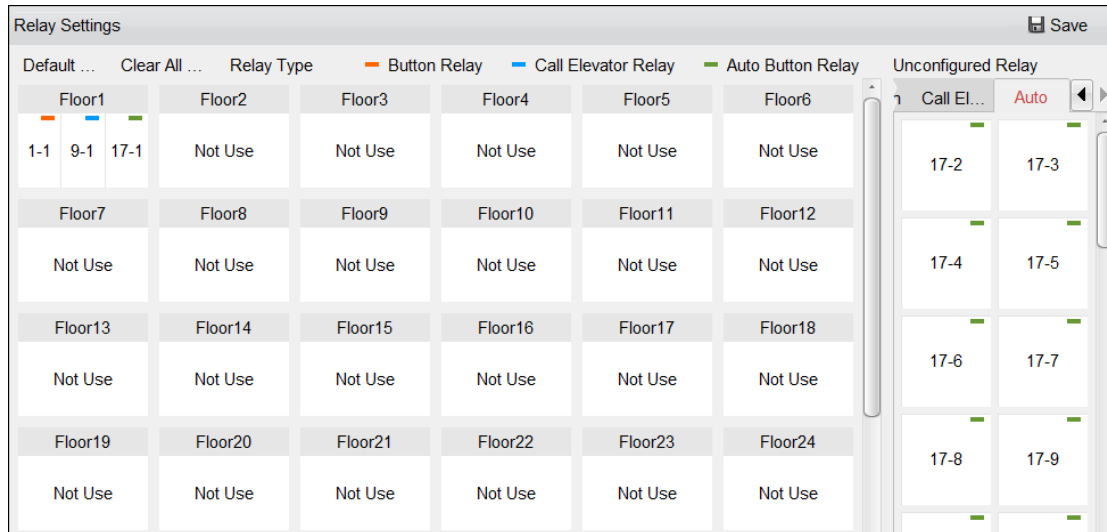 Relay Settings Save
Default ... Clear All ... Relay Type Button Relay Call Elevator Relay Auto Button Relay Unconfigured Relay
Floor1 Floor2 Floor3 Floor4 Floor5 Floor6 Call El... Auto
1-1 9-1 17-1 Not Use Not Use Not Use Not Use Not Use 17-2 17-3
Floor7 Floor8 Floor9 Floor10 Floor11 Floor12
Not Use Not Use Not Use Not Use Not Use Not Use 17-4 17-5
Floor13 Floor14 Floor15 Floor16 Floor17 Floor18
Not Use Not Use Not Use Not Use Not Use Not Use 17-6 17-7
Floor19 Floor20 Floor21 Floor22 Floor23 Floor24
Not Use Not Use Not Use Not Use Not Use Not Use 17-8 17-9